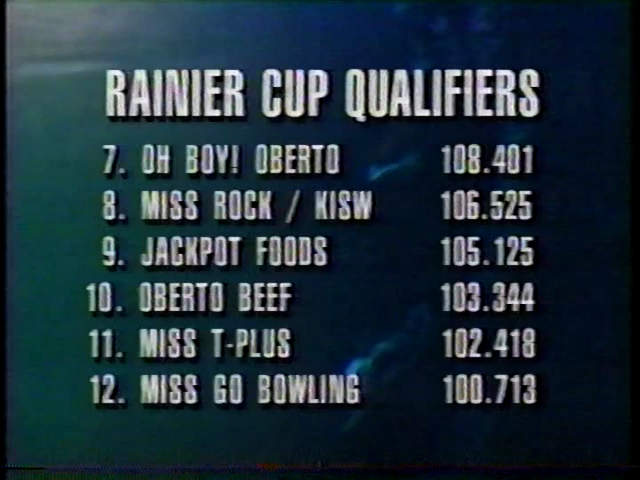 RAINIER CUP QUALIFIERS
7. OH BOY! OBERTO 108.401
8. MISS ROCK / KISW 106.525
9. JACKPOT FOODS 105.125
10. OBERTO BEEF 103.344
11. MISS T-PLUS 102.418
12. MISS GO BOWLING 100.713